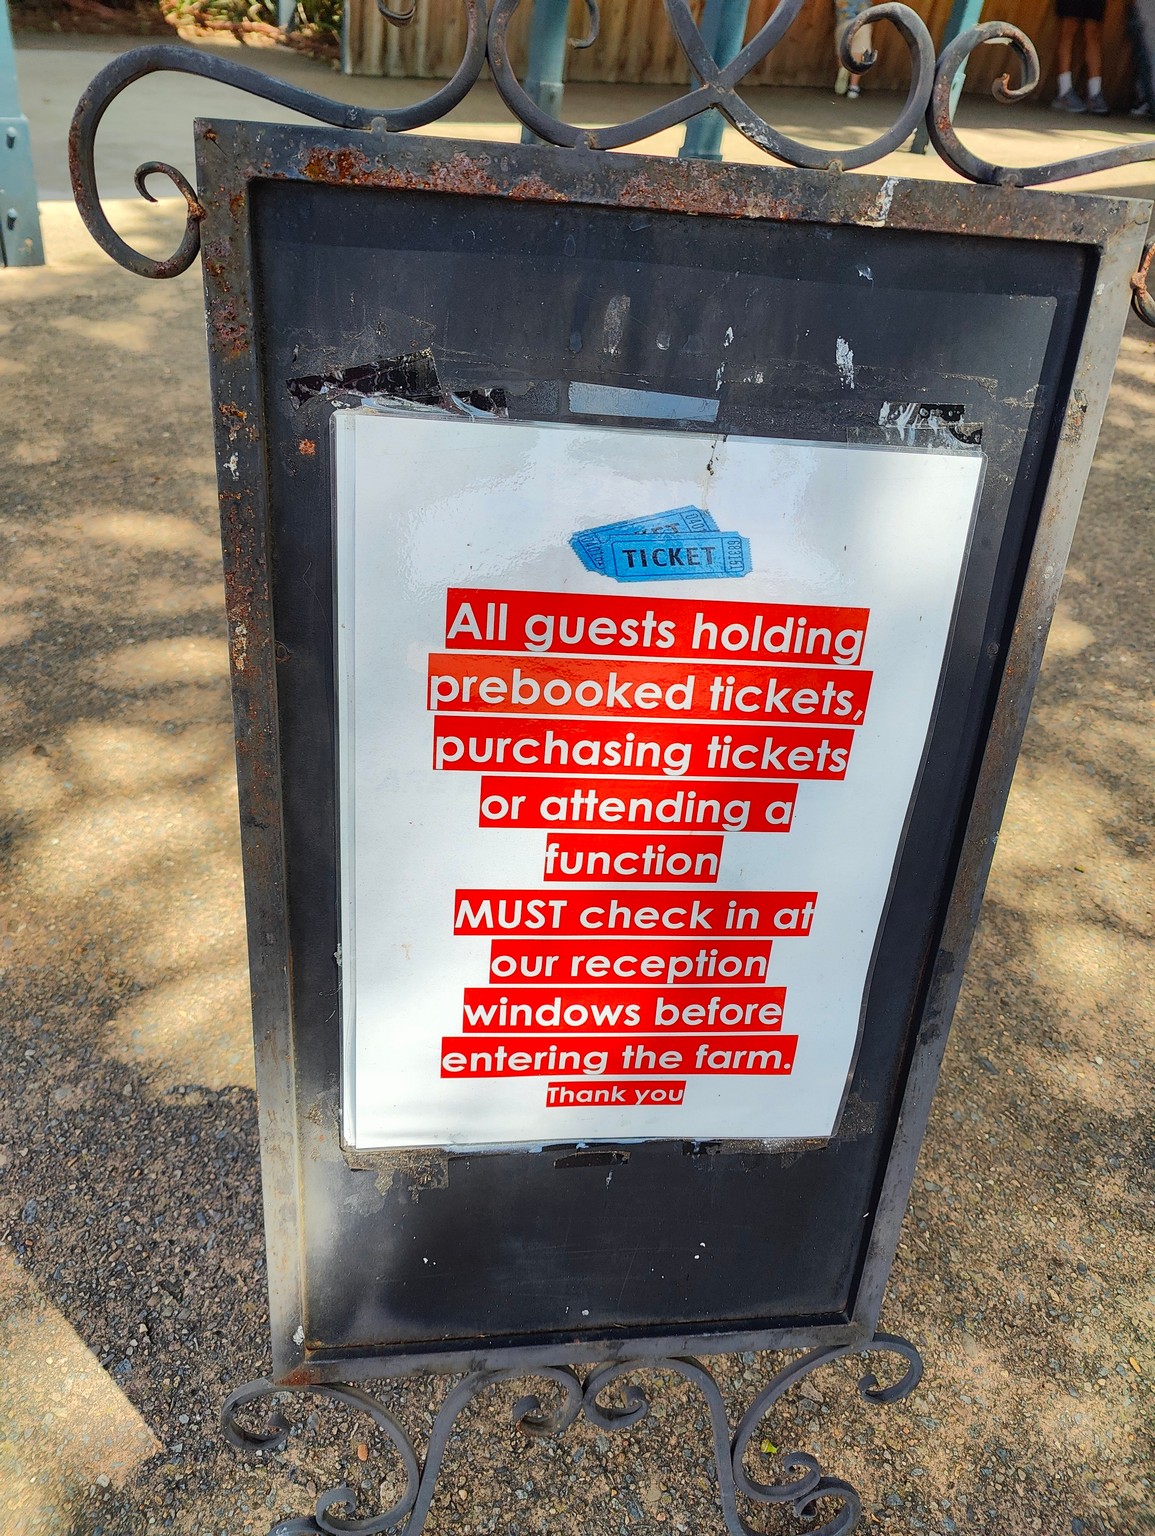 TICKET
All guests holding
prebooked tickets,
purchasing tickets
or attending a
function
MUST check in at
our reception
windows before
entering the farm.
Thank you